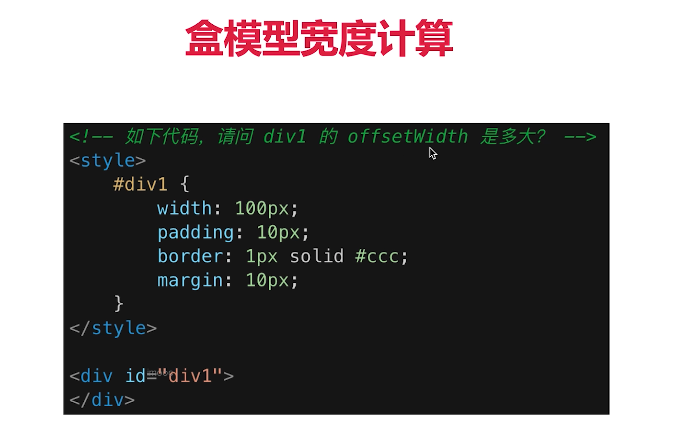 盒模型宽度计算
<!-- 如下代码，请问 div1 的 offsetWidth 是多大？ -->
<style>
    #div1 {
        width: 100px;
        padding: 10px;
        border: 1px solid #ccc;
        margin: 10px;
    }
</style>

<div id="div1">
</div>